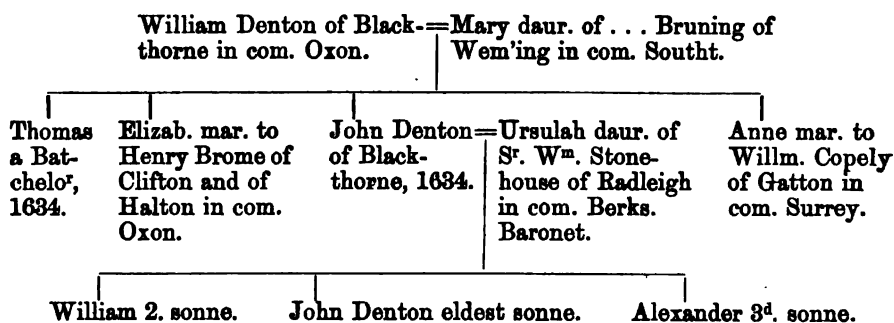 William Denton of Black-=Mary daur. of . . . Bruning of
thorne in com. Oxon. Wem'ing in com. Southt.
Thomas
a Bat-
chelor,
1634.
Elizab. mar. to
Henry Brome of
Clifton and of
Halton in com.
Oxon.
John Denton=
of Black-
thorne, 1634.
Ursulah daur. of
Sr. Wm. Stone-
house of Radleigh
in com. Berks.
Baronet.
Anne mar. to
Willm. Copely
of Gatton in
com. Surrey.
William 2. sonne. John Denton eldest sonne. Alexander 3d. sonne.